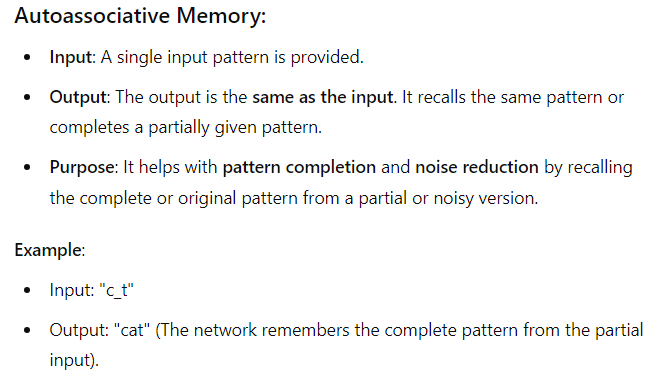 Autoassociative Memory:
• Input: A single input pattern is provided.
• Output: The output is the same as the input. It recalls the same pattern or
completes a partially given pattern.
• Purpose: It helps with pattern completion and noise reduction by recalling
the complete or original pattern from a partial or noisy version.
Example:
• Input: "c_t"
• Output: "cat" (The network remembers the complete pattern from the partial
input).